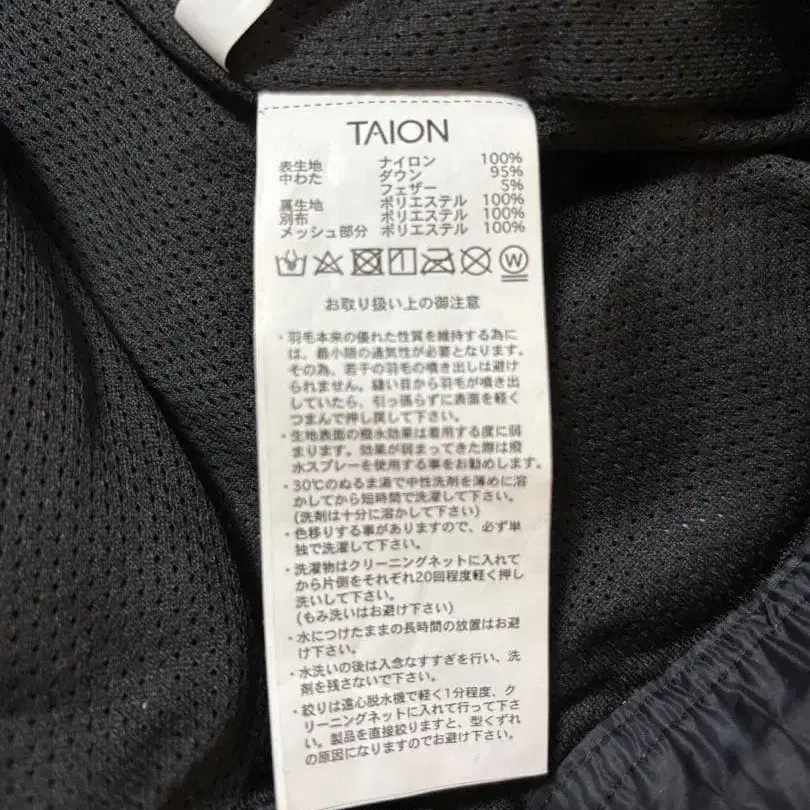 TAION
表生地 ナイロン 100%
中わた ダウン 95%
フェザー 5%
裏生地 ポリエステル 100%
別布 ポリエステル 100%
メッシュ部分 ポリエステル 100%
W
お取り扱い上の御注意
・羽毛本来の優れた性質を維持する為に
は、最小限の通気性が必要となります。
その為、若干の羽毛の噴き出しは避け
られません。縫い目から羽毛が噴き出
していたら、引っ張らずに表面を軽く
つまんで押し戻して下さい。
・生地表面の撥水効果は着用する度に弱
まります。効果が弱まってきた際は撥
水スプレーを使用する事をお勧めします。
・30℃のぬるま湯で中性洗剤を薄めに溶
かしてから短時間で洗濯して下さい。
(洗剤は十分に溶かして下さい)
・色移りする事がありますので、必ず単
独で洗濯して下さい。
・洗濯物はクリーニングネットに入れて
から片側をそれぞれ20回程度軽く押し
洗いして下さい。
(もみ洗いはお避け下さい)
・水につけたままの長時間の放置はお避
け下さい。
・水洗いの後は入念なすすぎを行い、洗
剤を残さないで下さい。
・絞りは遠心脱水機で軽く1分程度、ク
リーニングネットに入れて行って下さ
い。製品を直接絞りますと、型くずれ
の原因になりますのでお避け下さい。